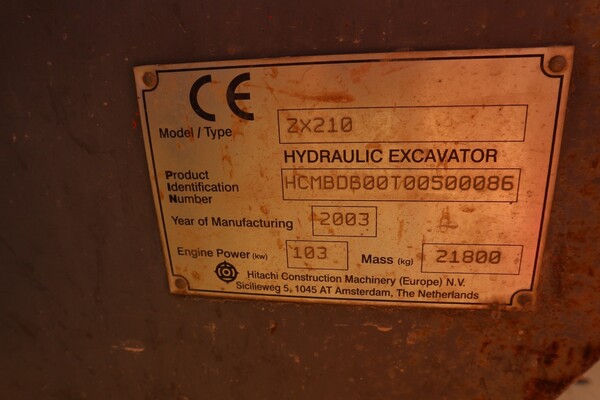 CE
Model / Type ZX210
HYDRAULIC EXCAVATOR
Product
Identification
Number HCMBDB00T00500086
Year of Manufacturing 2003
Engine Power (kw) 103 Mass (kg) 21800
Hitachi Construction Machinery (Europe) N.V.
Sicilieweg 5, 1045 AT Amsterdam, The Netherlands